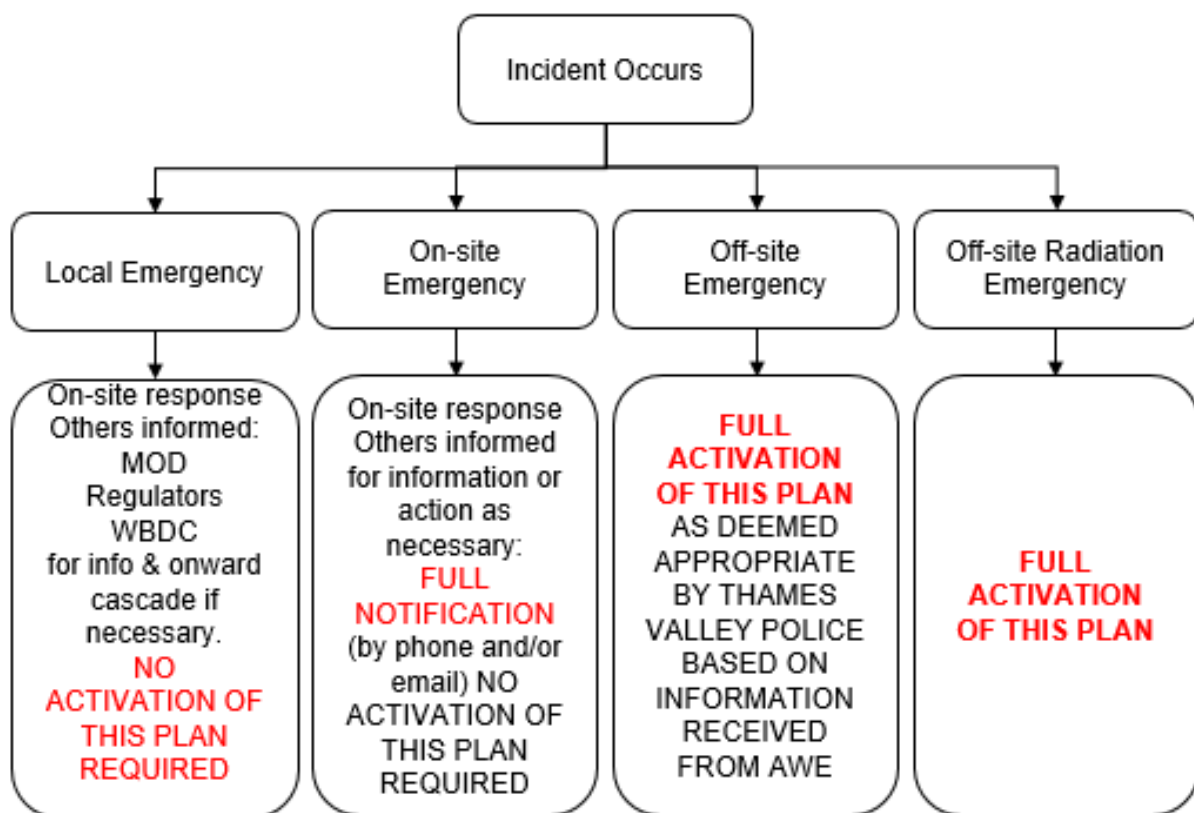 Incident Occurs
Local Emergency
On-site
Emergency
Off-site
Emergency
Off-site Radiation
Emergency
On-site response
Others informed:
MOD
Regulators
WBDC
for info & onward
cascade if
necessary.
NO
ACTIVATION OF
THIS PLAN
REQUIRED
On-site response
Others informed
for information or
action as
necessary:
FULL
NOTIFICATION
(by phone and/or
email) NO
ACTIVATION OF
THIS PLAN
REQUIRED
FULL
ACTIVATION
OF THIS PLAN
AS DEEMED
APPROPRIATE
BY THAMES
VALLEY POLICE
BASED ON
INFORMATION
RECEIVED
FROM AWE
FULL
ACTIVATION
OF THIS PLAN